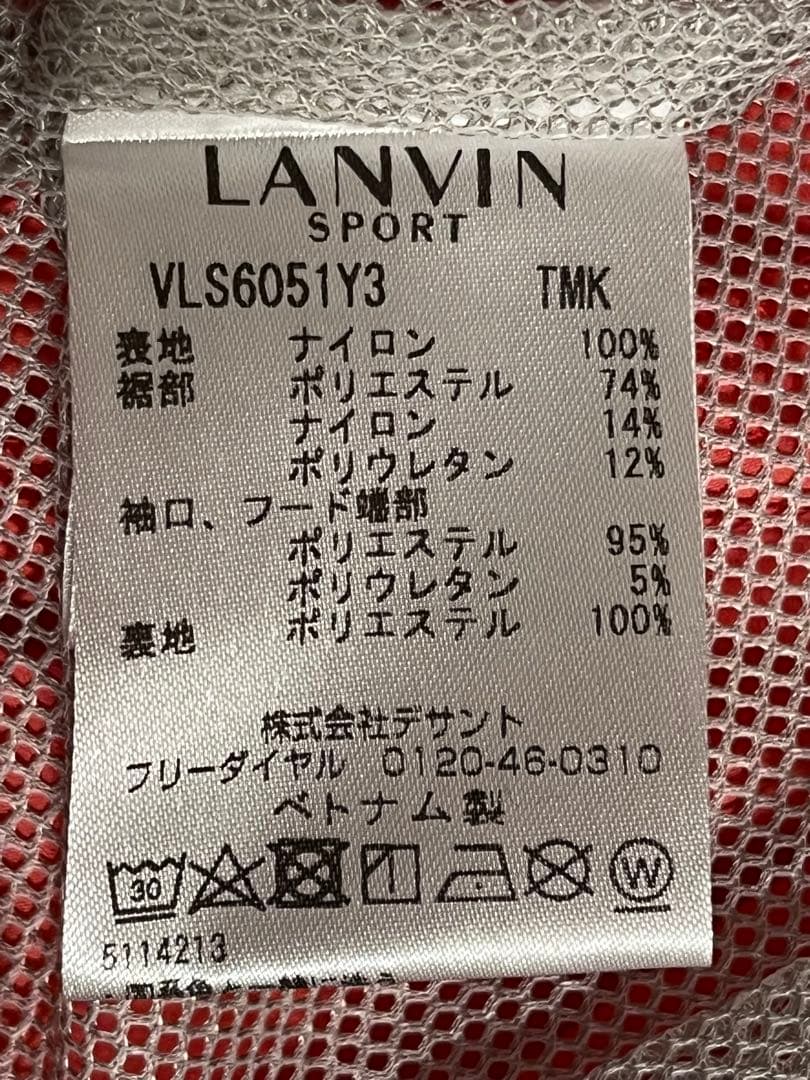 LANVIN
SPORT
VLS6051Y3 TMK
表地 ナイロン 100%
裾部 ポリエステル 74%
ナイロン 14%
ポリウレタン 12%
袖口、フード端部
ポリエステル 95%
ポリウレタン 5%
裏地 ポリエステル 100%
株式会社デサント
フリーダイヤル 0120-46-0310
ベトナム製
30 W
5114213